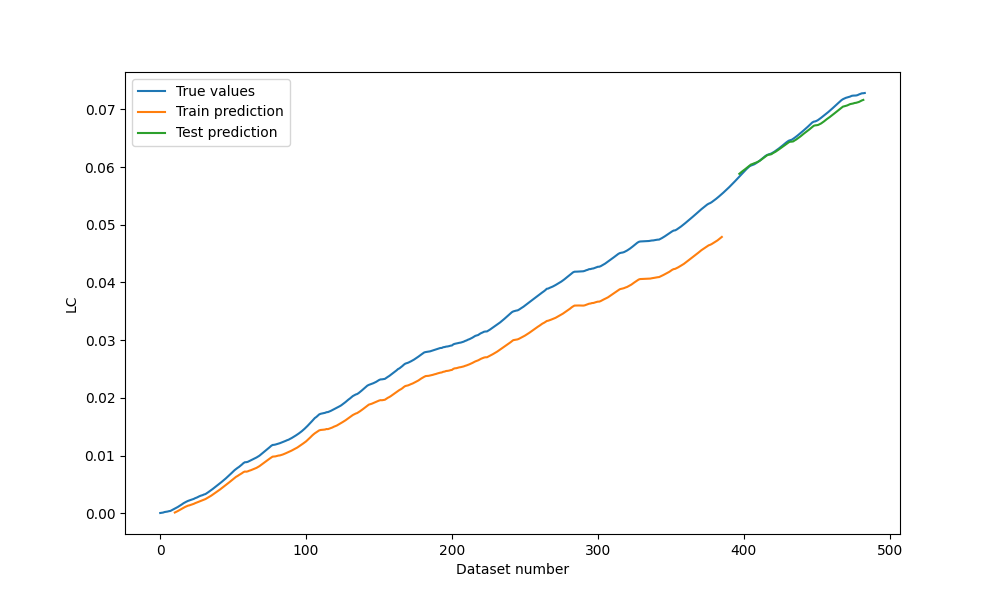 True values
Train prediction
Test prediction
0.07
0.06
0.05
0.04
0.03
0.02
0.01
0.00
LC
0 100 200 300 400 500
Dataset number